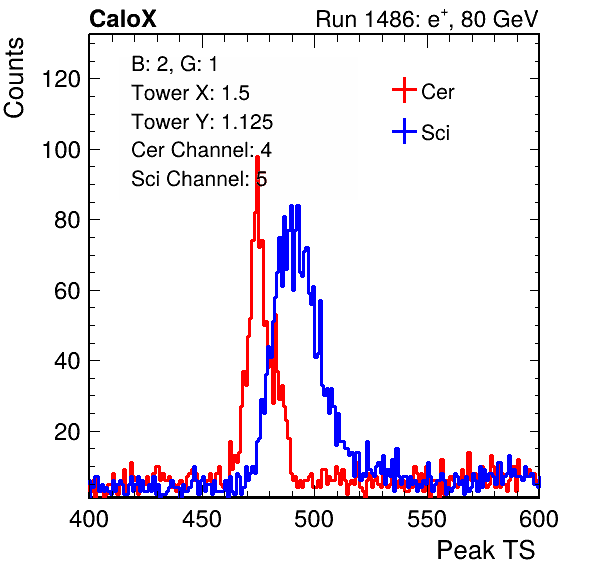 CaloX Run 1486: e⁺, 80 GeV
Counts
B: 2, G: 1
Tower X: 1.5
Tower Y: 1.125
Cer Channel: 4
Sci Channel: 5
Cer
Sci
120
100
80
60
40
20
400 450 500 550 600
Peak TS